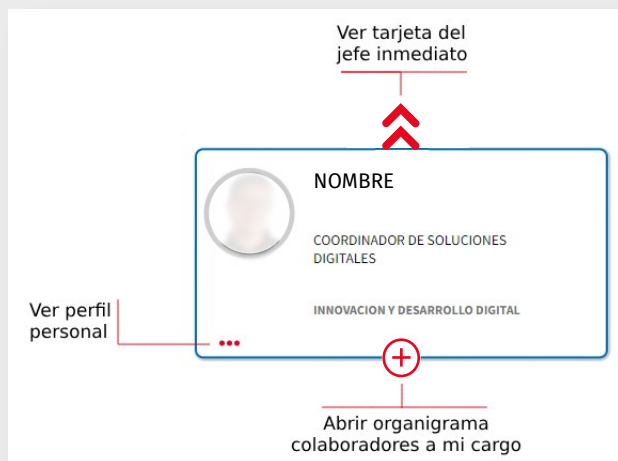 Ver tarjeta del
jefe inmediato
NOMBRE
COORDINADOR DE SOLUCIONES
DIGITALES
INNOVACION Y DESARROLLO DIGITAL
Ver perfil
personal
Abrir organigrama
colaboradores a mi cargo